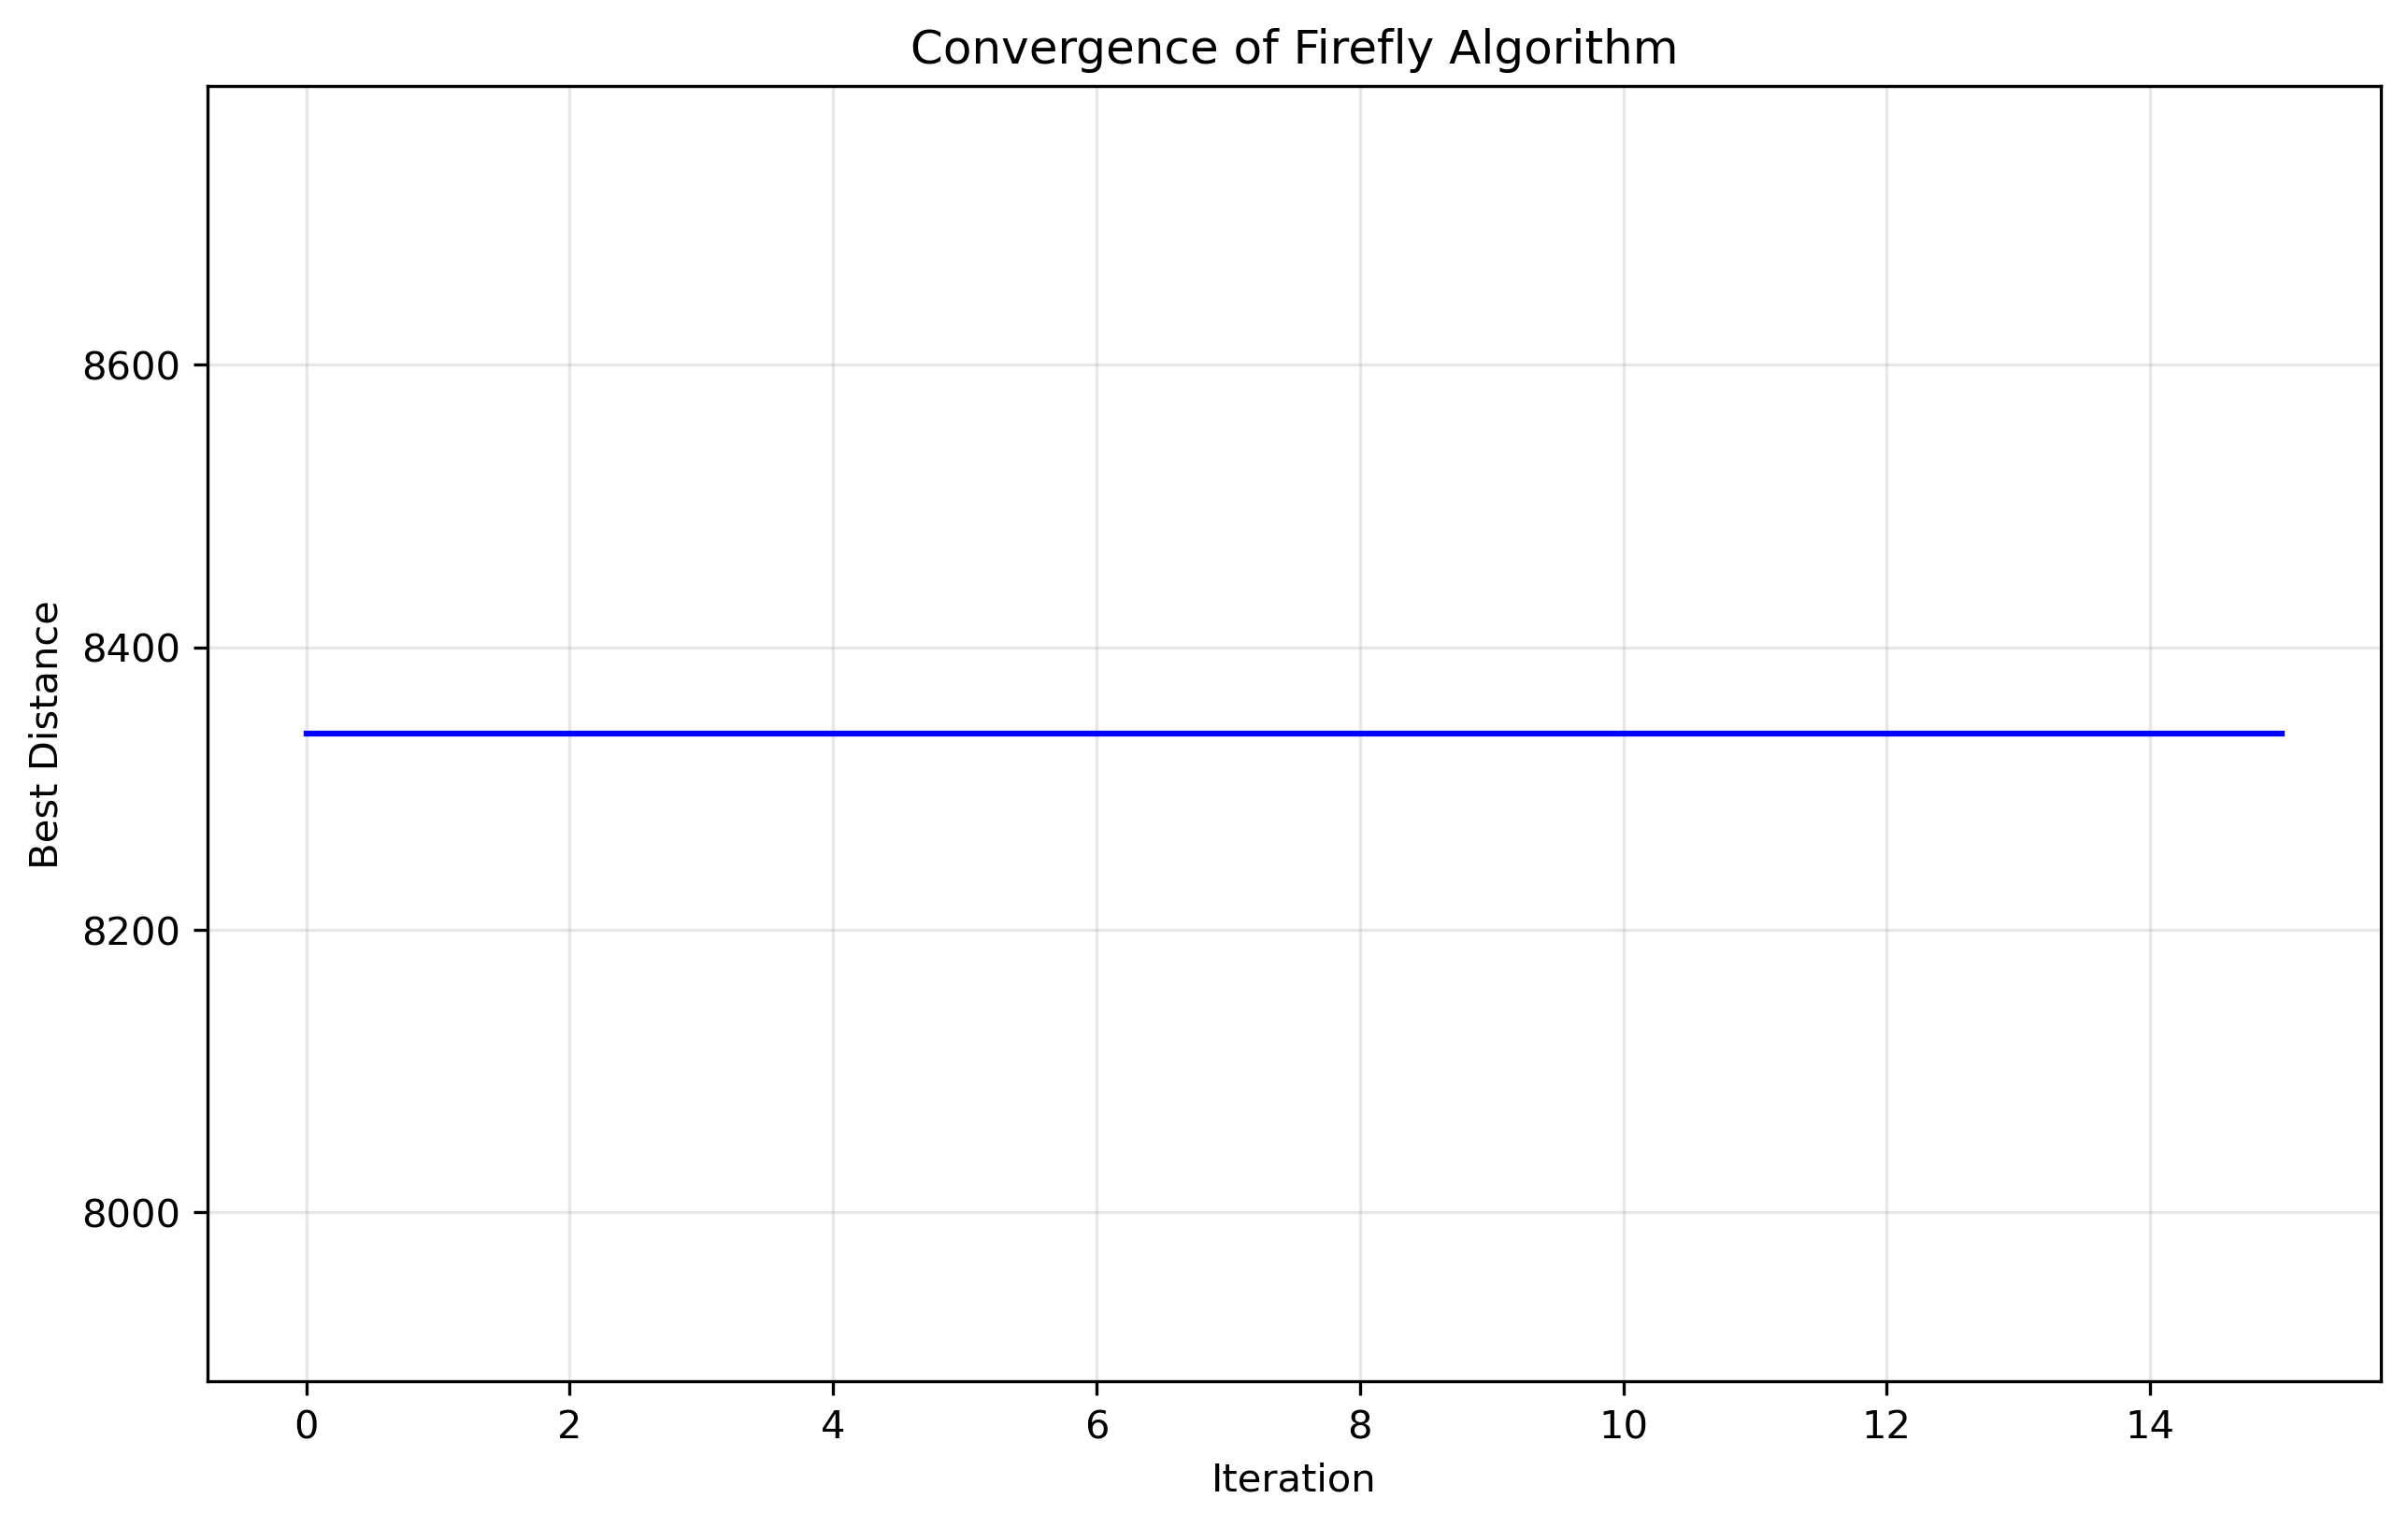 Convergence of Firefly Algorithm
Best Distance
8600
8400
8200
8000
0 2 4 6 8 10 12 14
Iteration